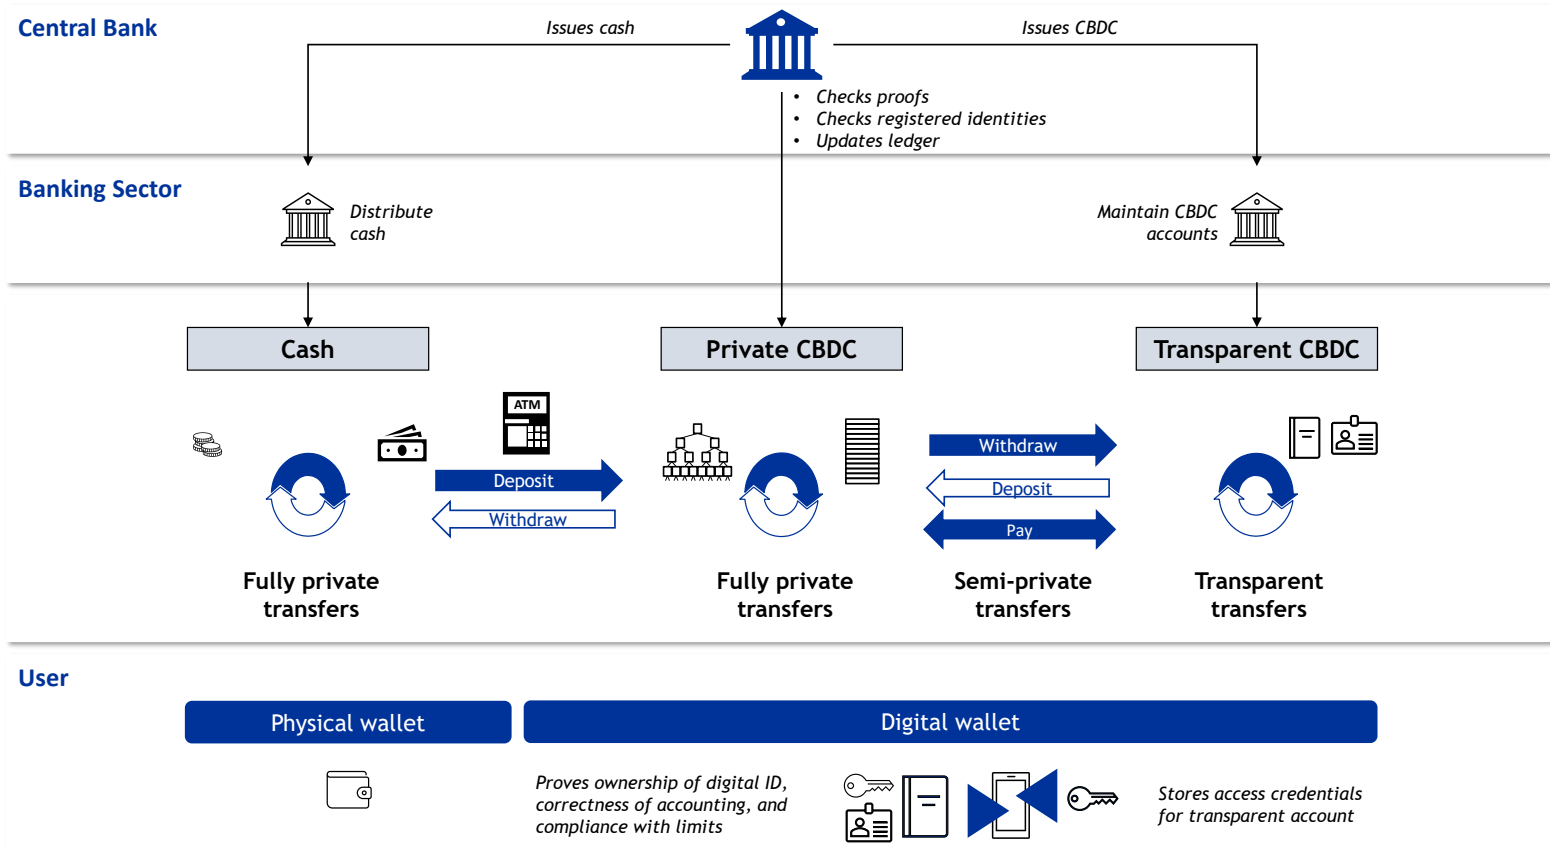 Central Bank
Issues cash
Issues CBDC
• Checks proofs
• Checks registered identities
• Updates ledger
Banking Sector
Distribute
cash
Maintain CBDC
accounts
Cash
Private CBDC
Transparent CBDC
ATM
Deposit
Withdraw
Withdraw
Deposit
Pay
Fully private
transfers
Fully private
transfers
Semi-private
transfers
Transparent
transfers
User
Physical wallet
Digital wallet
Proves ownership of digital ID,
correctness of accounting, and
compliance with limits
Stores access credentials
for transparent account